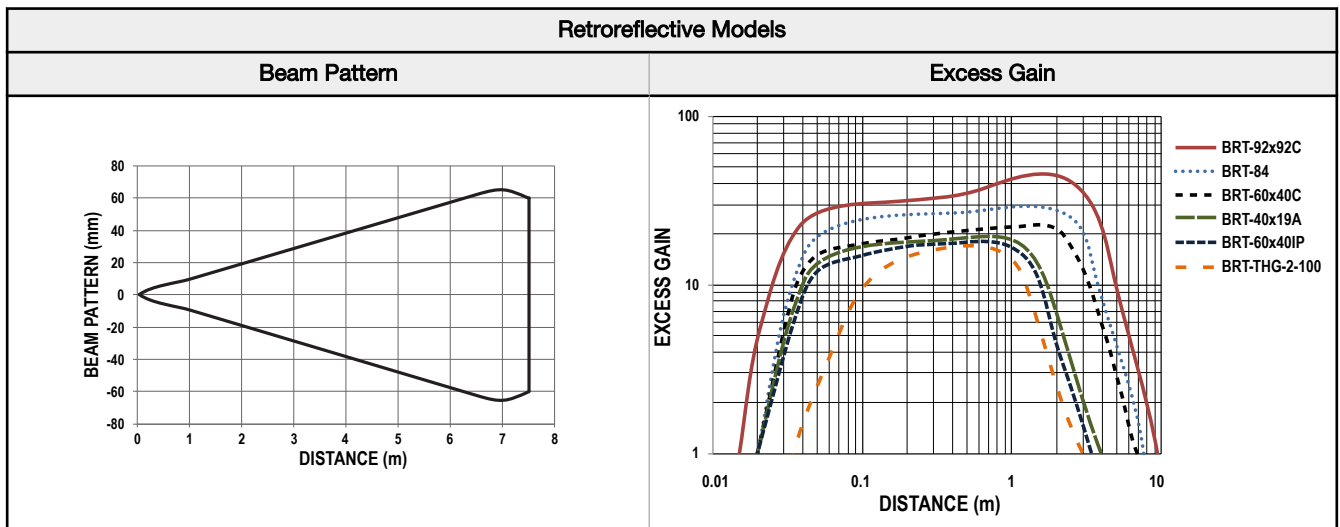 Retroreflective Models
Beam Pattern
Excess Gain
BEAM PATTERN (mm)
80
60
40
20
0
-20
-40
-60
-80
0 1 2 3 4 5 6 7 8
DISTANCE (m)
EXCESS GAIN
100
10
1
0.01 0.1 1 10
DISTANCE (m)
BRT-92x92C
BRT-84
BRT-60x40C
BRT-40x19A
BRT-60x40IP
BRT-THG-2-100